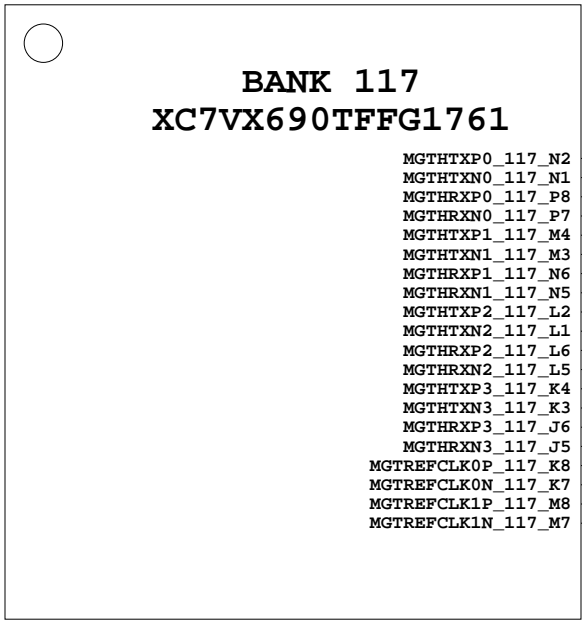 BANK 117
XC7VX690TFFG1761
MGTHTXP0_117_N2
MGTHTXN0_117_N1
MGTHRXP0_117_P8
MGTHRXN0_117_P7
MGTHTXP1_117_M4
MGTHTXN1_117_M3
MGTHRXP1_117_N6
MGTHRXN1_117_N5
MGTHTXP2_117_L2
MGTHTXN2_117_L1
MGTHRXP2_117_L6
MGTHRXN2_117_L5
MGTHTXP3_117_K4
MGTHTXN3_117_K3
MGTHRXP3_117_J6
MGTHRXN3_117_J5
MGTREFCLK0P_117_K8
MGTREFCLK0N_117_K7
MGTREFCLK1P_117_M8
MGTREFCLK1N_117_M7